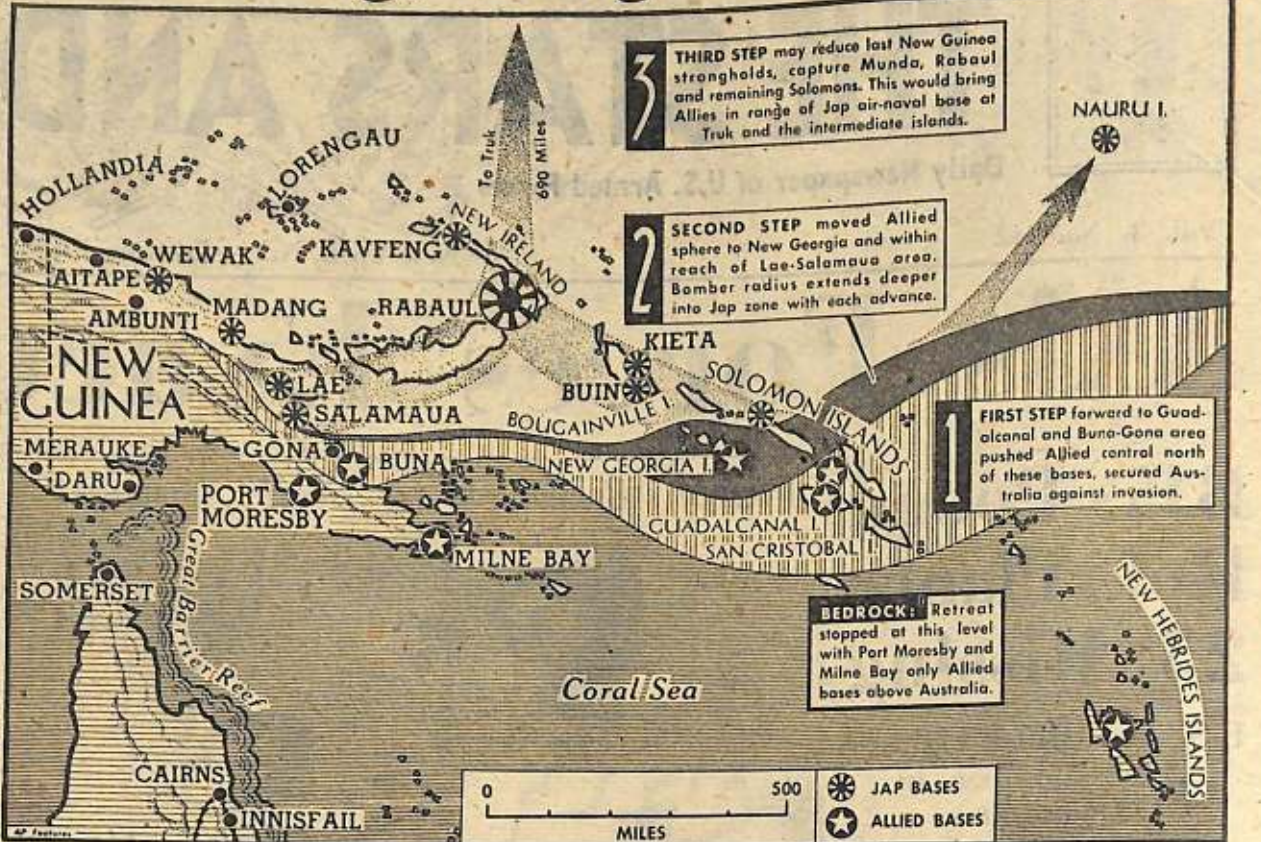 3
THIRD STEP may reduce last New Guinea
strongholds, capture Munda, Rabaul
and remaining Solomons. This would bring
Allies in range of Jap air-naval base at
Truk and the intermediate islands.
NAURU I.
To Truk
690 Miles
Daily Newspaper of U.S. Armed
HOLLANDIA
LORENGAU
NEW IRELAND
2
SECOND STEP moved Allied
sphere to New Georgia and within
reach of Lae-Salamaua area.
Bomber radius extends deeper
into Jap zone with each advance.
WEWAK
KAVFENG
AITAPE
AMBUNTI
MADANG
RABAUL
NEW
GUINEA
KIETA
BUIN
SOLOMON ISLANDS
LAE
SALAMAUA
BOUGAINVILLE I.
1
FIRST STEP forward to Guad-
alcanal and Buna-Gona area
pushed Allied control north
of these bases, secured Aus-
tralia against invasion.
MERAUKE
GONA
BUNA
NEW GEORGIA I.
DARU
PORT
MORESBY
GUADALCANAL I.
SAN CRISTOBAL I.
MILNE BAY
SOMERSET
Great Barrier Reef
BEDROCK: Retreat
stopped at this level
with Port Moresby and
Milne Bay only Allied
bases above Australia.
NEW HEBRIDES ISLANDS
Coral Sea
CAIRNS
INNISFAIL
0 500
MILES
JAP BASES
ALLIED BASES
AP Features